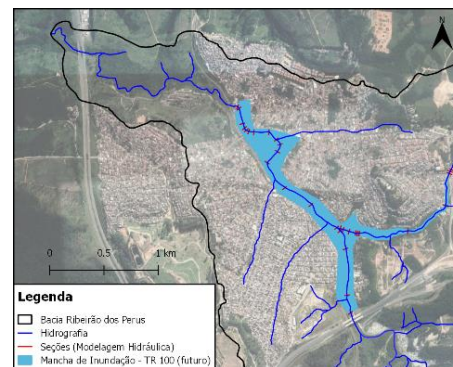 N
0 0.5 1 km
Legenda
Bacia Ribeirão dos Perus
Hidrografia
Seções (Modelagem Hidráulica)
Mancha de Inundação - TR 100 (futuro)